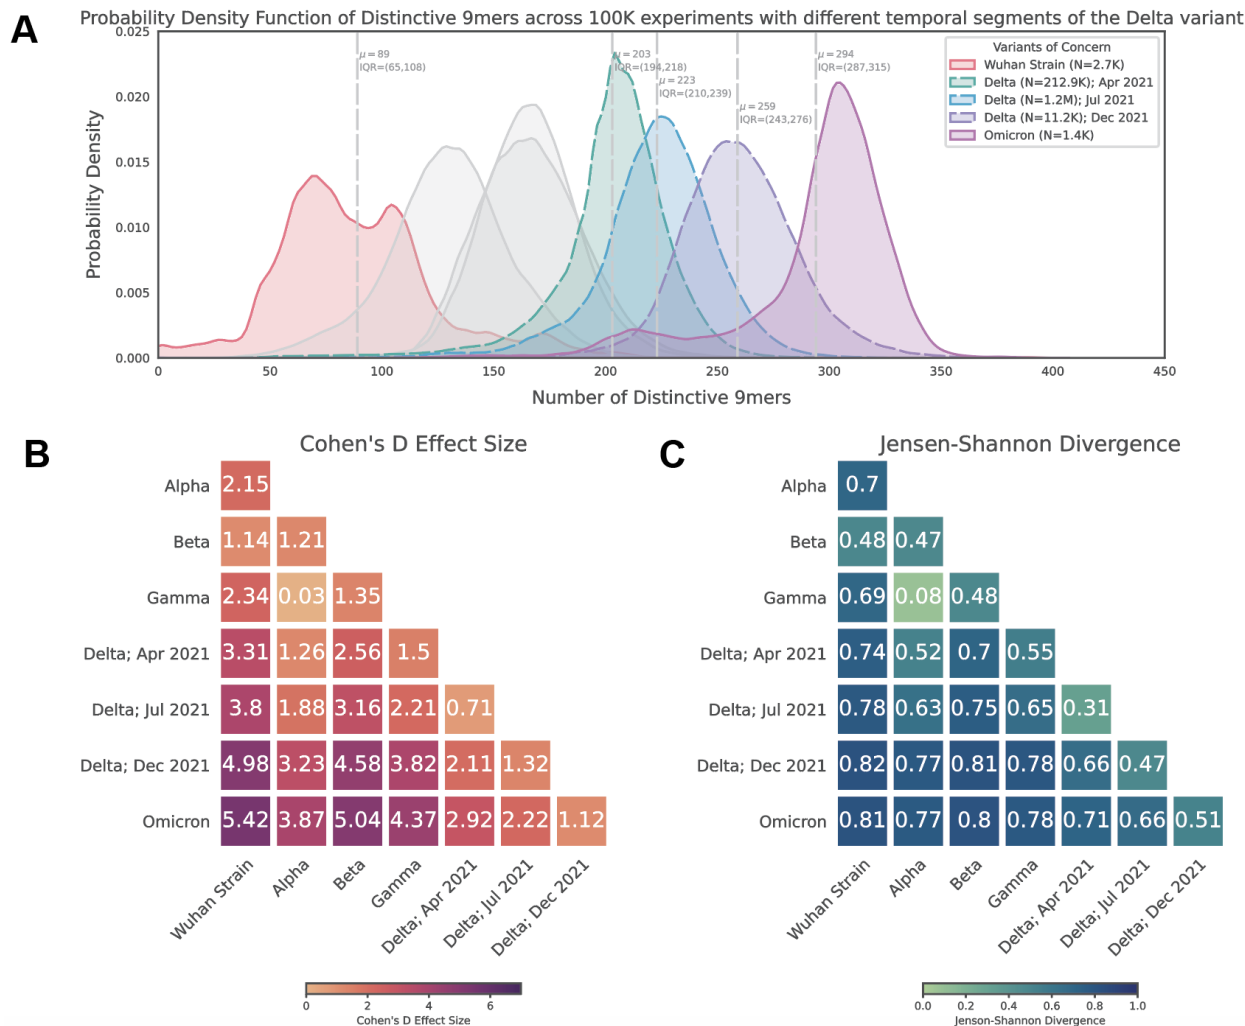 A
Probability Density Function of Distinctive 9mers across 100K experiments with different temporal segments of the Delta variant
Probability Density
0.025
0.020
0.015
0.010
0.005
0.000
μ = 89
IQR=(65,108)
μ = 203
IQR=(194,218)
μ = 223
IQR=(210,239)
μ = 259
IQR=(243,276)
μ = 294
IQR=(287,315)
Variants of Concern
Wuhan Strain (N=2.7K)
Delta (N=212.9K); Apr 2021
Delta (N=1.2M); Jul 2021
Delta (N=11.2K); Dec 2021
Omicron (N=1.4K)
0 50 100 150 200 250 300 350 400 450
Number of Distinctive 9mers
B
Cohen's D Effect Size
Alpha 2.15
Beta 1.14 1.21
Gamma 2.34 0.03 1.35
Delta; Apr 2021 3.31 1.26 2.56 1.5
Delta; Jul 2021 3.8 1.88 3.16 2.21 0.71
Delta; Dec 2021 4.98 3.23 4.58 3.82 2.11 1.32
Omicron 5.42 3.87 5.04 4.37 2.92 2.22 1.12
Wuhan Strain Alpha Beta Gamma Delta; Apr 2021 Delta; Jul 2021 Delta; Dec 2021
0 2 4 6
Cohen's D Effect Size
C
Jensen-Shannon Divergence
Alpha 0.7
Beta 0.48 0.47
Gamma 0.69 0.08 0.48
Delta; Apr 2021 0.74 0.52 0.7 0.55
Delta; Jul 2021 0.78 0.63 0.75 0.65 0.31
Delta; Dec 2021 0.82 0.77 0.81 0.78 0.66 0.47
Omicron 0.81 0.77 0.8 0.78 0.71 0.66 0.51
Wuhan Strain Alpha Beta Gamma Delta; Apr 2021 Delta; Jul 2021 Delta; Dec 2021
0.0 0.2 0.4 0.6 0.8 1.0
Jenson-Shannon Divergence